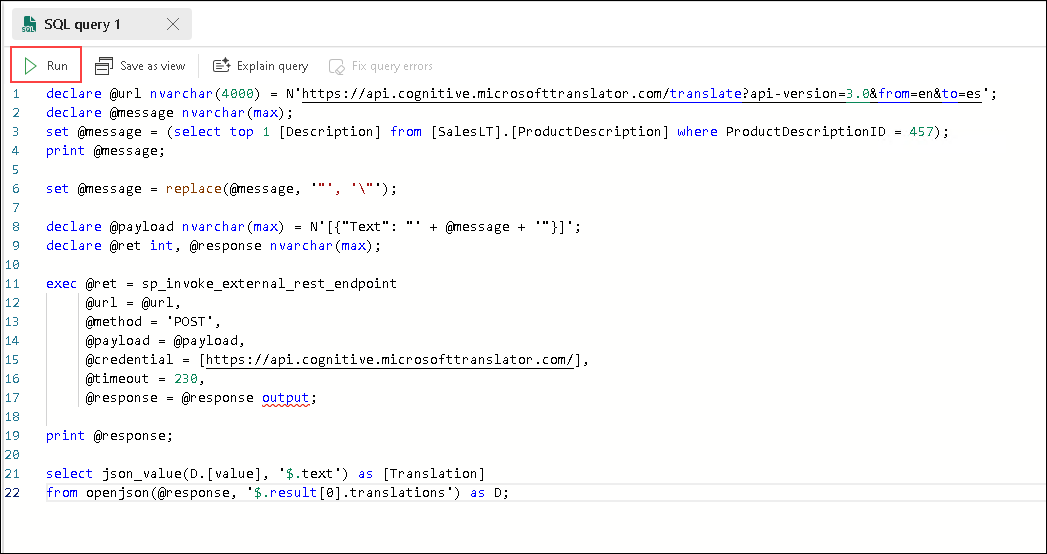 SQL query 1
Run Save as view Explain query Fix query errors
1 declare @url nvarchar(4000) = N'https://api.cognitive.microsofttranslator.com/translate?api-version=3.0&from=en&to=es';
2 declare @message nvarchar(max);
3 set @message = (select top 1 [Description] from [SalesLT].[ProductDescription] where ProductDescriptionID = 457);
4 print @message;
5
6 set @message = replace(@message, '"', '\"');
7
8 declare @payload nvarchar(max) = N'[{"Text": "' + @message + '"}]';
9 declare @ret int, @response nvarchar(max);
10
11 exec @ret = sp_invoke_external_rest_endpoint
12 @url = @url,
13 @method = 'POST',
14 @payload = @payload,
15 @credential = [https://api.cognitive.microsofttranslator.com/],
16 @timeout = 230,
17 @response = @response output;
18
19 print @response;
20
21 select json_value(D.[value], '$.text') as [Translation]
22 from openjson(@response, '$.result[0].translations') as D;